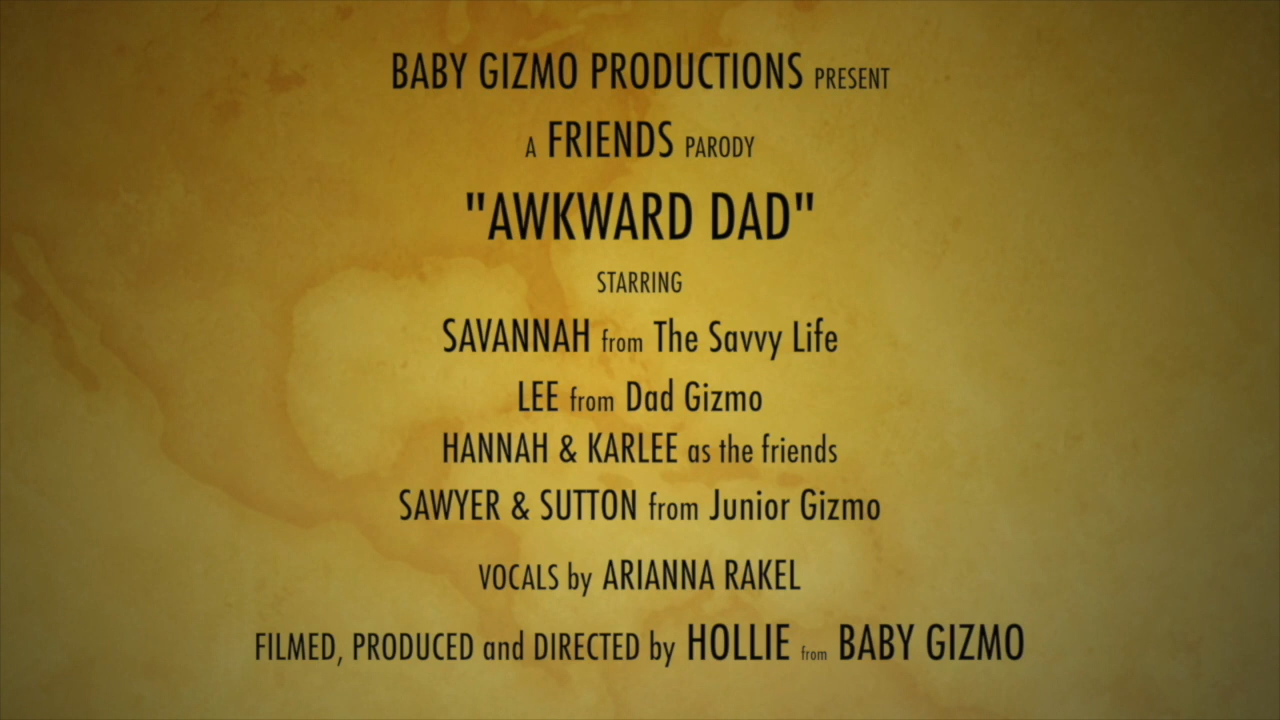 BABY GIZMO PRODUCTIONS PRESENT
A FRIENDS PARODY
"AWKWARD DAD"
STARRING
SAVANNAH from The Savvy Life
LEE from Dad Gizmo
HANNAH & KARLEE as the friends
SAWYER & SUTTON from Junior Gizmo
VOCALS by ARIANNA RAKEL
FILMED, PRODUCED and DIRECTED by HOLLIE from BABY GIZMO